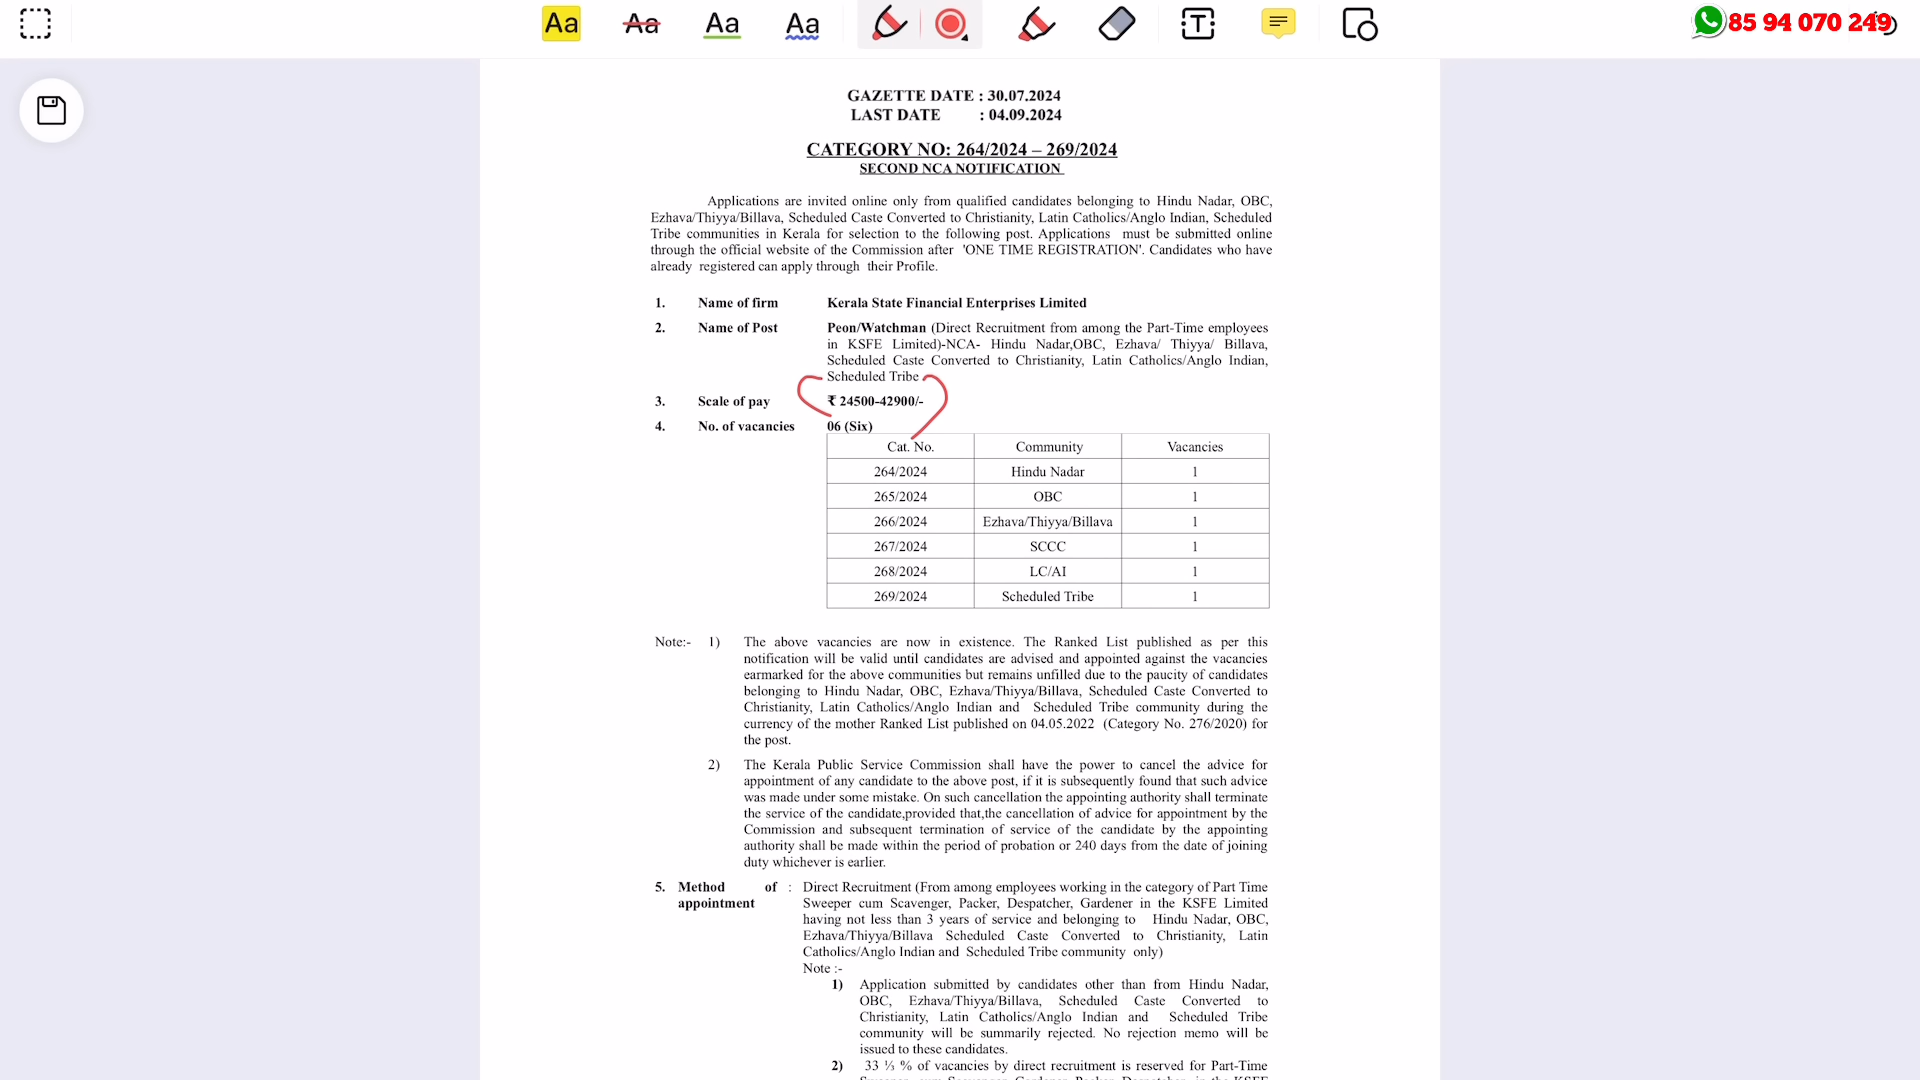 Aa Aa Aa Aa T
85 94 070 249
GAZETTE DATE : 30.07.2024
LAST DATE : 04.09.2024
CATEGORY NO: 264/2024 – 269/2024
SECOND NCA NOTIFICATION
Applications are invited online only from qualified candidates belonging to Hindu Nadar, OBC,
Ezhava/Thiyya/Billava, Scheduled Caste Converted to Christianity, Latin Catholics/Anglo Indian, Scheduled
Tribe communities in Kerala for selection to the following post. Applications must be submitted online
through the official website of the Commission after 'ONE TIME REGISTRATION'. Candidates who have
already registered can apply through their Profile.
1. Name of firm Kerala State Financial Enterprises Limited
2. Name of Post Peon/Watchman (Direct Recruitment from among the Part-Time employees
in KSFE Limited)-NCA- Hindu Nadar,OBC, Ezhava/ Thiyya/ Billava,
Scheduled Caste Converted to Christianity, Latin Catholics/Anglo Indian,
Scheduled Tribe
3. Scale of pay ₹ 24500-42900/-
4. No. of vacancies 06 (Six)
Cat. No. Community Vacancies
264/2024 Hindu Nadar 1
265/2024 OBC 1
266/2024 Ezhava/Thiyya/Billava 1
267/2024 SCCC 1
268/2024 LC/AI 1
269/2024 Scheduled Tribe 1
Note:- 1) The above vacancies are now in existence. The Ranked List published as per this
notification will be valid until candidates are advised and appointed against the vacancies
earmarked for the above communities but remains unfilled due to the paucity of candidates
belonging to Hindu Nadar, OBC, Ezhava/Thiyya/Billava, Scheduled Caste Converted to
Christianity, Latin Catholics/Anglo Indian and Scheduled Tribe community during the
currency of the mother Ranked List published on 04.05.2022 (Category No. 276/2020) for
the post.
2) The Kerala Public Service Commission shall have the power to cancel the advice for
appointment of any candidate to the above post, if it is subsequently found that such advice
was made under some mistake. On such cancellation the appointing authority shall terminate
the service of the candidate,provided that,the cancellation of advice for appointment by the
Commission and subsequent termination of service of the candidate by the appointing
authority shall be made within the period of probation or 240 days from the date of joining
duty whichever is earlier.
5. Method of : Direct Recruitment (From among employees working in the category of Part Time
appointment Sweeper cum Scavenger, Packer, Despatcher, Gardener in the KSFE Limited
having not less than 3 years of service and belonging to Hindu Nadar, OBC,
Ezhava/Thiyya/Billava Scheduled Caste Converted to Christianity, Latin
Catholics/Anglo Indian and Scheduled Tribe community only)
Note :-
1) Application submitted by candidates other than from Hindu Nadar,
OBC, Ezhava/Thiyya/Billava, Scheduled Caste Converted to
Christianity, Latin Catholics/Anglo Indian and Scheduled Tribe
community will be summarily rejected. No rejection memo will be
issued to these candidates.
2) 33 ⅓ % of vacancies by direct recruitment is reserved for Part-Time